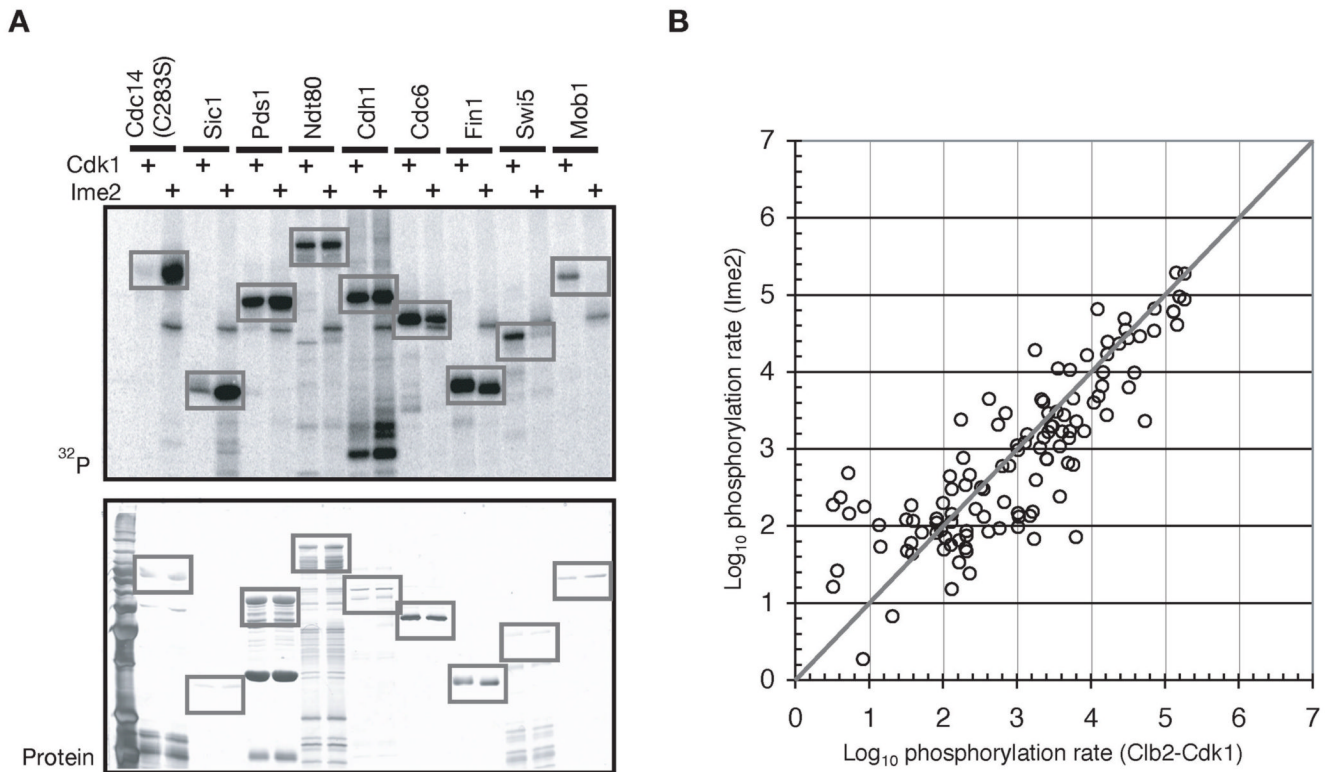 A
B
Cdc14
(C283S)
Sic1
Pds1
Ndt80
Cdh1
Cdc6
Fin1
Swi5
Mob1
Cdk1 + + + + + + + + +
Ime2 + + + + + + + + +
³²P
Protein
Log₁₀ phosphorylation rate (Ime2)
7
6
5
4
3
2
1
0
0 1 2 3 4 5 6 7
Log₁₀ phosphorylation rate (Clb2-Cdk1)